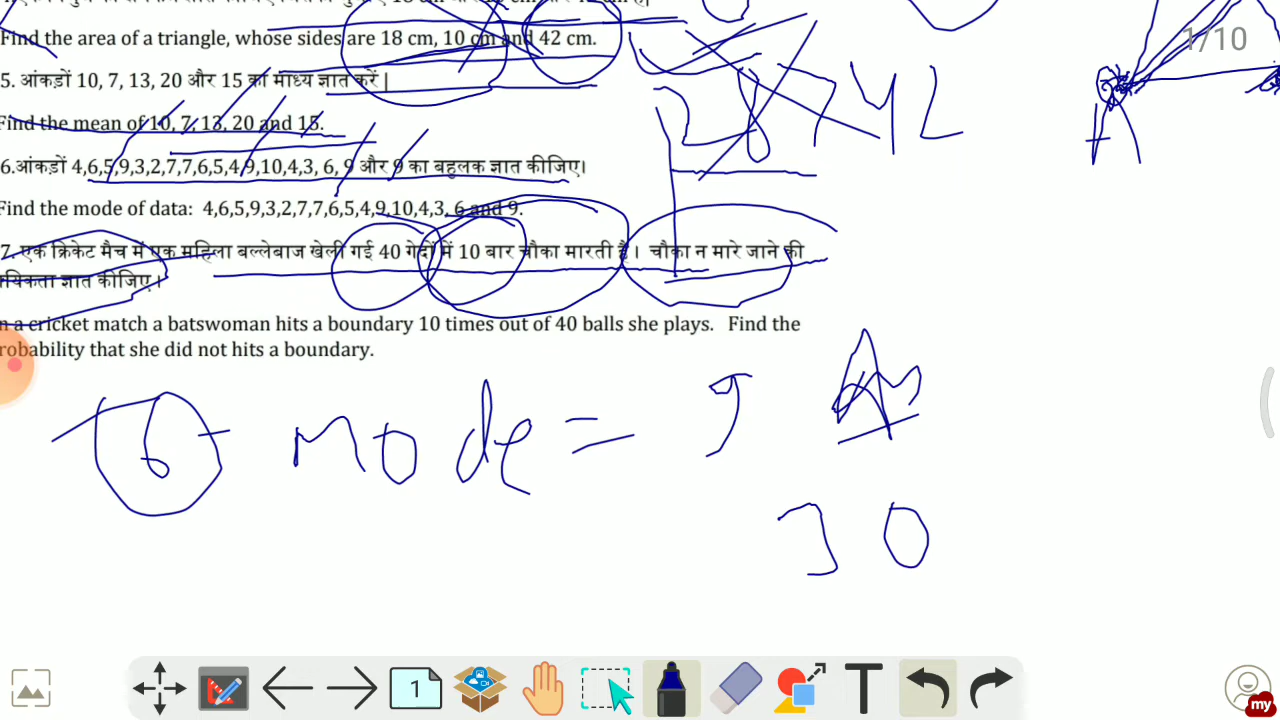 1/10
Find the area of a triangle, whose sides are 18 cm, 10 cm and 42 cm.
28 > 42
5. आंकड़ों 10, 7, 13, 20 और 15 का माध्य ज्ञात करें |
Find the mean of 10, 7, 13, 20 and 15.
6.आंकड़ों 4,6,5,9,3,2,7,7,6,5,4,9,10,4,3, 6, 9 और 9 का बहुलक ज्ञात कीजिए।
Find the mode of data: 4,6,5,9,3,2,7,7,6,5,4,9,10,4,3, 6 and 9.
7. एक क्रिकेट मैच में एक महिला बल्लेबाज खेली गई 40 गेदों में 10 बार चौका मारती है। चौका न मारे जाने की
यिकता ज्ञात कीजिए।
n a cricket match a batswoman hits a boundary 10 times out of 40 balls she plays. Find the
robability that she did not hits a boundary.
6 mode = 9 Ans
30
1
T
my